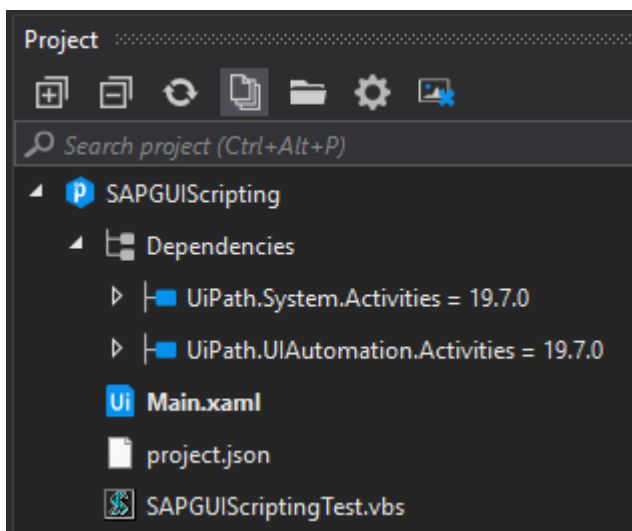 Project
Search project (Ctrl+Alt+P)
SAPGUIScripting
Dependencies
UiPath.System.Activities = 19.7.0
UiPath.UIAutomation.Activities = 19.7.0
Ui Main.xaml
project.json
SAPGUIScriptingTest.vbs